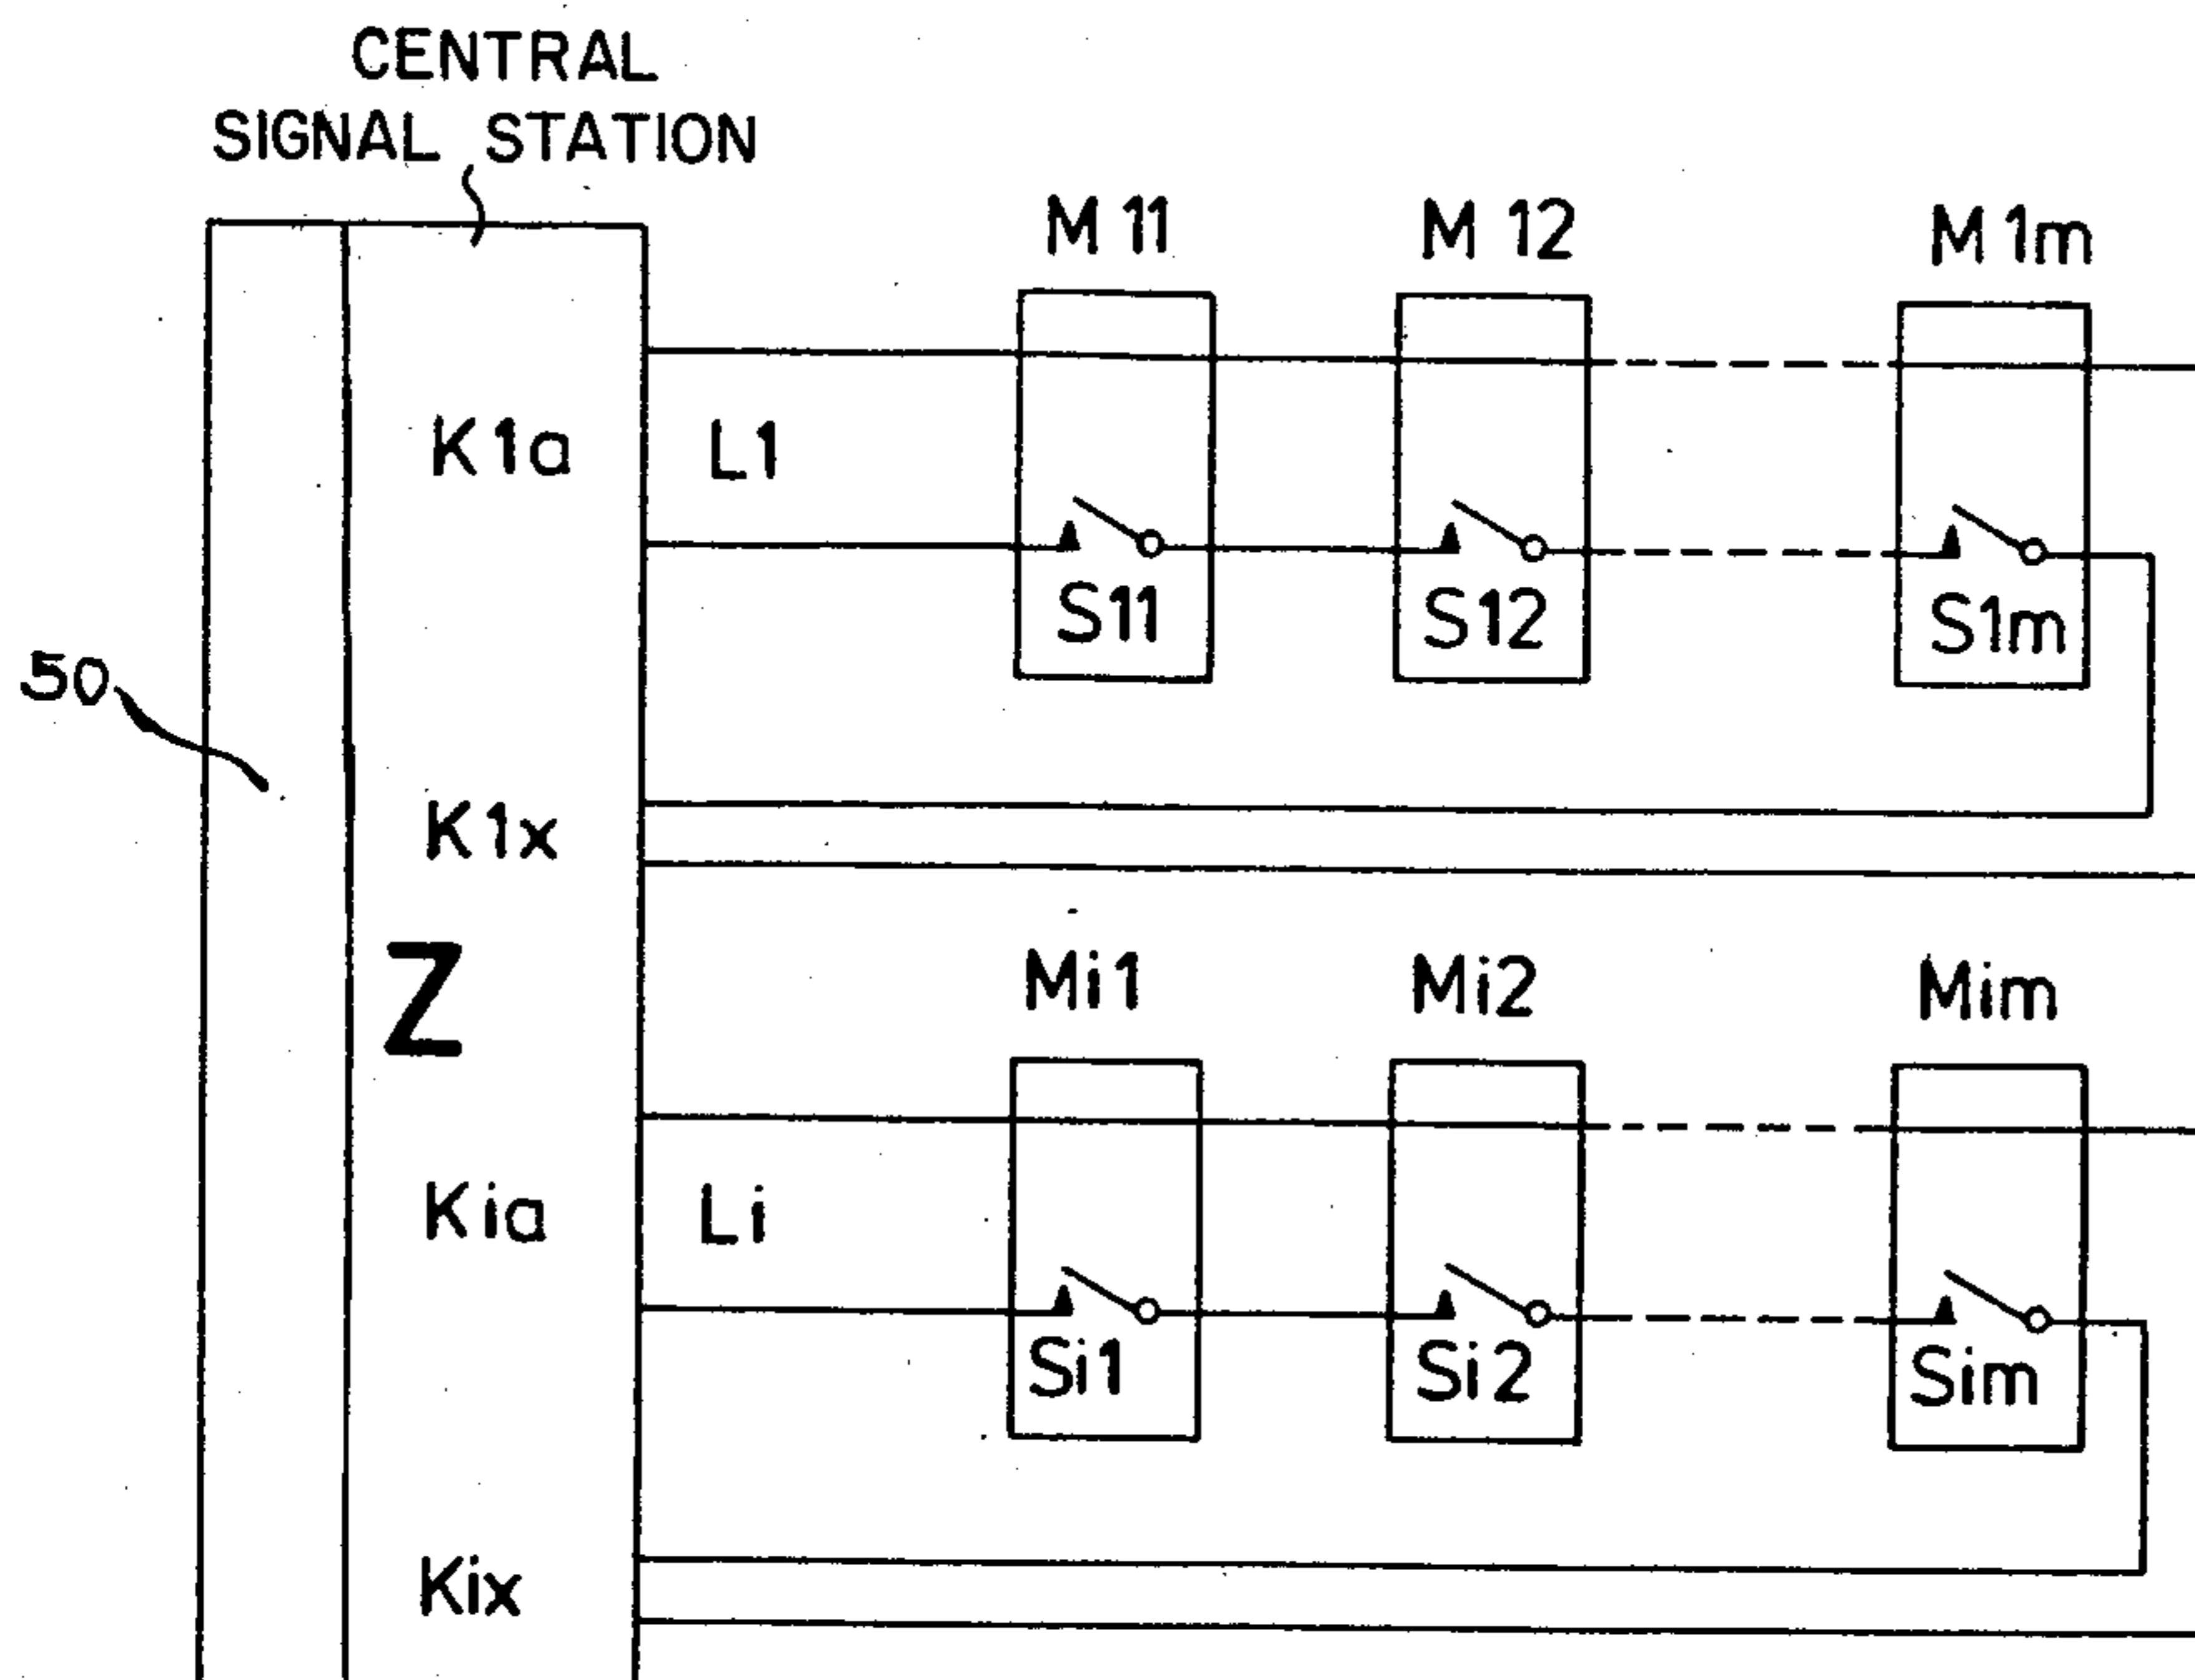 CENTRAL
SIGNAL STATION
M 11 M 12 M 1m
K1a L1
S11 S12 S1m
50
K1x
Mi1 Mi2 Mim
Z
Kia Li
Si1 Si2 Sim
Kix